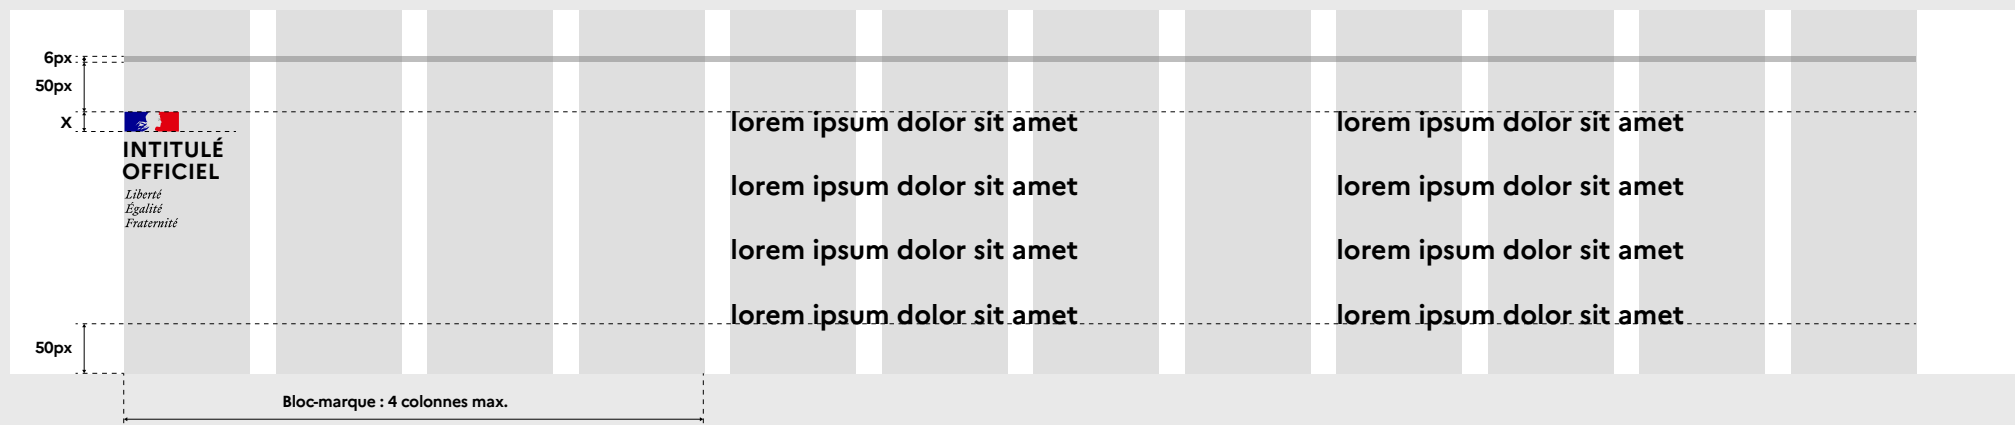 6px
50px
X
INTITULÉ
OFFICIEL
Liberté
Égalité
Fraternité
lorem ipsum dolor sit amet
lorem ipsum dolor sit amet
lorem ipsum dolor sit amet
lorem ipsum dolor sit amet
lorem ipsum dolor sit amet
lorem ipsum dolor sit amet
lorem ipsum dolor sit amet
lorem ipsum dolor sit amet
50px
Bloc-marque : 4 colonnes max.